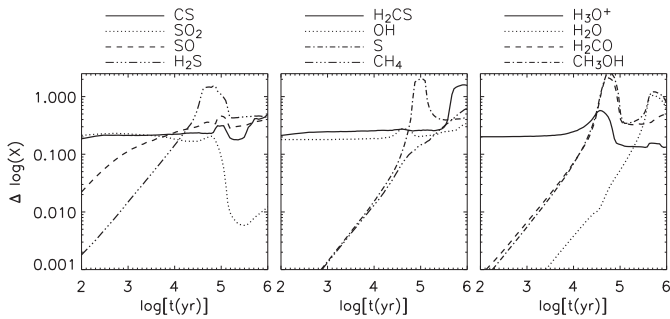 CS
SO₂
SO
H₂S
H₂CS
OH
S
CH₄
H₃O⁺
H₂O
H₂CO
CH₃OH
Δ log(X)
1.000
0.100
0.010
0.001
2 3 4 5 6
2 3 4 5 6
2 3 4 5 6
log[t(yr)]
log[t(yr)]
log[t(yr)]